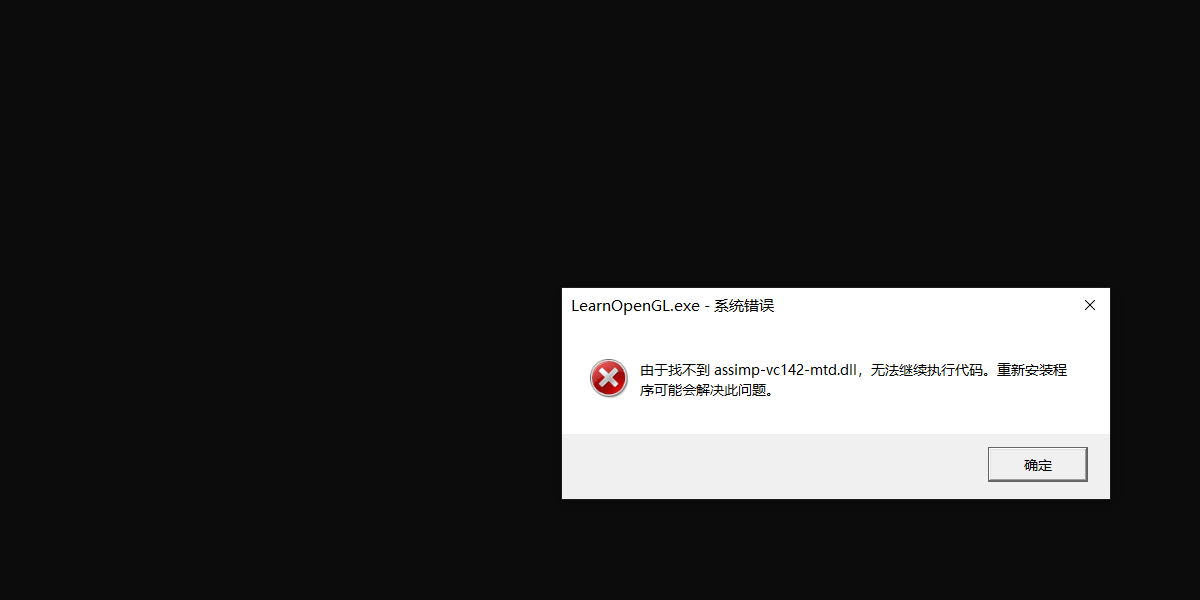 LearnOpenGL.exe - 系统错误
由于找不到 assimp-vc142-mtd.dll，无法继续执行代码。重新安装程
序可能会解决此问题。
确定